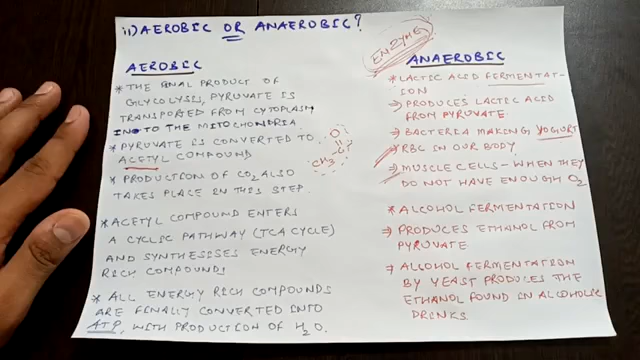 ii) AEROBIC OR ANAEROBIC?
AEROBIC
* THE FINAL PRODUCT OF
GLYCOLYSIS, PYRUVATE IS
TRANSPORTED FROM CYTOPLASM
INTO THE MITOCHONDRIA
* PYRUVATE IS CONVERTED TO
ACETYL COMPOUND
* PRODUCTION OF CO2 ALSO
TAKES PLACE IN THIS STEP.
* ACETYL COMPOUND ENTERS
A CYCLIC PATHWAY (TCA CYCLE)
AND SYNTHESISES ENERGY
RICH COMPOUNDS
* ALL ENERGY RICH COMPOUNDS
ARE FINALLY CONVERTED INTO
ATP, WITH PRODUCTION OF H2O.
O
CH3
C
ENZYME
ANAEROBIC
* LACTIC ACID FERMENTAT-
ION
⇒ PRODUCES LACTIC ACID
FROM PYRUVATE.
⇒ BACTERIA MAKING YOGURT
⇒ RBC IN OUR BODY
⇒ MUSCLE CELLS - WHEN THEY
DO NOT HAVE ENOUGH O2
* ALCOHOL FERMENTATION
⇒ PRODUCES ETHANOL FROM
PYRUVATE
⇒ ALCOHOL FERMENTATION
BY YEAST PRODUCES THE
ETHANOL FOUND IN ALCOHOLIC
DRINKS